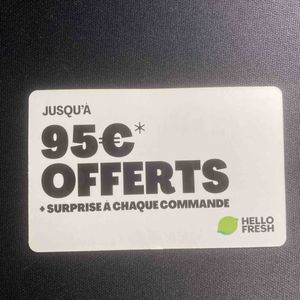 JUSQU'À
95€*
OFFERTS
+ SURPRISE À CHAQUE COMMANDE
HELLO
FRESH